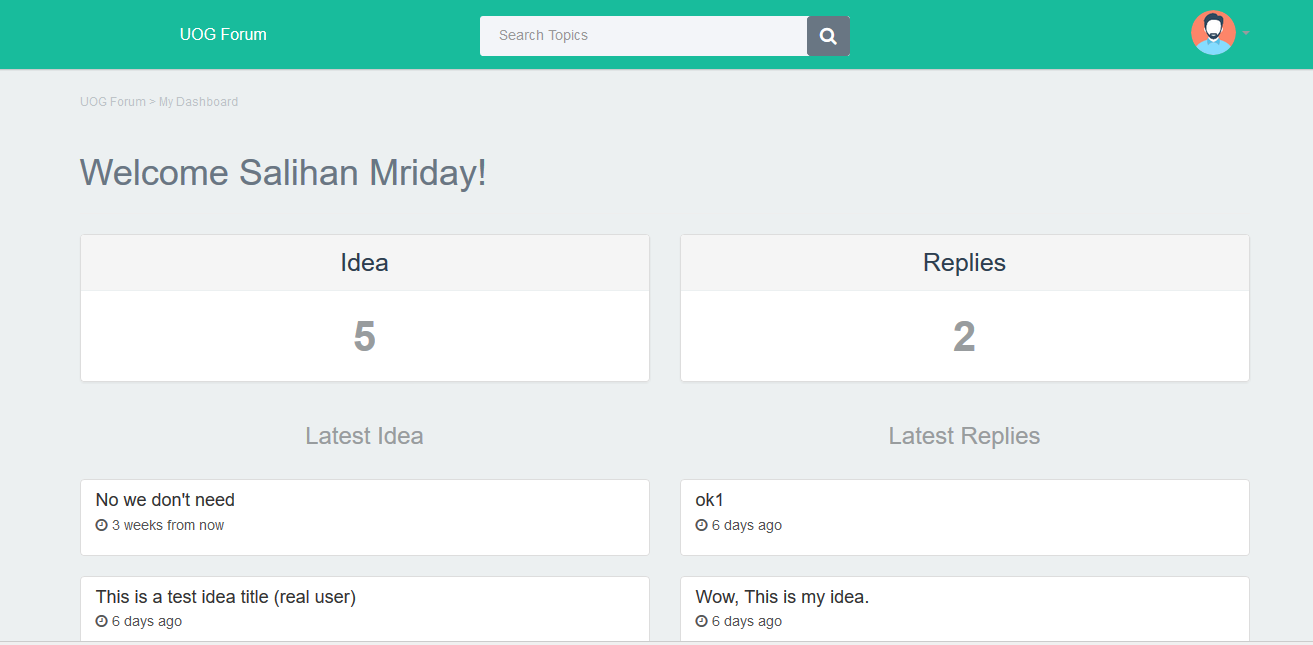 UOG Forum
Search Topics
UOG Forum > My Dashboard
Welcome Salihan Mriday!
Idea
5
Replies
2
Latest Idea
No we don't need
3 weeks from now
This is a test idea title (real user)
6 days ago
Latest Replies
ok1
6 days ago
Wow, This is my idea.
6 days ago